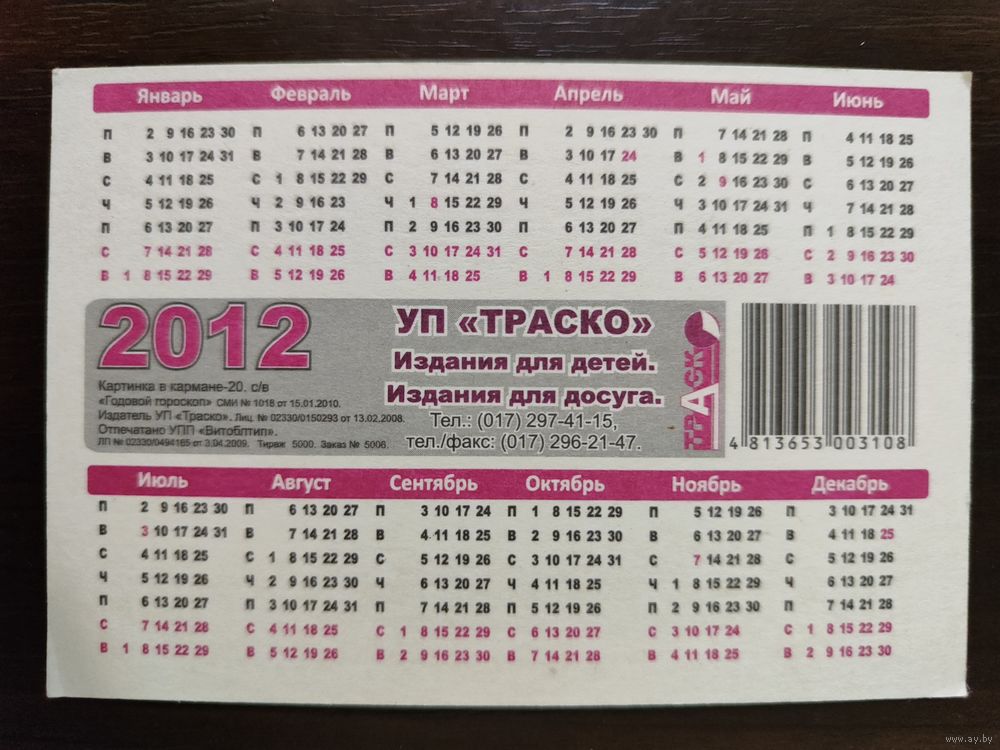 Январь Февраль Март Апрель Май Июнь
П 2 9 16 23 30 П 6 13 20 27 П 5 12 19 26 П 2 9 16 23 30 П 7 14 21 28 П 4 11 18 25
В 3 10 17 24 31 В 7 14 21 28 В 6 13 20 27 В 3 10 17 24 В 1 8 15 22 29 В 5 12 19 26
С 4 11 18 25 С 1 8 15 22 29 С 7 14 21 28 С 4 11 18 25 С 2 9 16 23 30 С 6 13 20 27
Ч 5 12 19 26 Ч 2 9 16 23 Ч 1 8 15 22 29 Ч 5 12 19 26 Ч 3 10 17 24 31 Ч 7 14 21 28
П 6 13 20 27 П 3 10 17 24 П 2 9 16 23 30 П 6 13 20 27 П 4 11 18 25 П 1 8 15 22 29
С 7 14 21 28 С 4 11 18 25 С 3 10 17 24 31 С 7 14 21 28 С 5 12 19 26 С 2 9 16 23 30
В 1 8 15 22 29 В 5 12 19 26 В 4 11 18 25 В 1 8 15 22 29 В 6 13 20 27 В 3 10 17 24
2012
Картинка в кармане-20. с/в
«Годовой гороскоп» СМИ № 1018 от 15.01.2010.
Издатель УП «Траско». Лиц. № 02330/0150293 от 13.02.2008.
Отпечатано УПП «Витоблтип».
ЛП № 02330/0494165 от 3.04.2009. Тираж 5000. Заказ № 5006.
УП «ТРАСКО»
Издания для детей.
Издания для досуга.
Тел.: (017) 297-41-15,
тел./факс: (017) 296-21-47.
ТРАСКО
4 813653 003108
Июль Август Сентябрь Октябрь Ноябрь Декабрь
П 2 9 16 23 30 П 6 13 20 27 П 3 10 17 24 П 1 8 15 22 29 П 5 12 19 26 П 3 10 17 24 31
В 3 10 17 24 31 В 7 14 21 28 В 4 11 18 25 В 2 9 16 23 30 В 6 13 20 27 В 4 11 18 25
С 4 11 18 25 С 1 8 15 22 29 С 5 12 19 26 С 3 10 17 24 31 С 7 14 21 28 С 5 12 19 26
Ч 5 12 19 26 Ч 2 9 16 23 30 Ч 6 13 20 27 Ч 4 11 18 25 Ч 1 8 15 22 29 Ч 6 13 20 27
П 6 13 20 27 П 3 10 17 24 31 П 7 14 21 28 П 5 12 19 26 П 2 9 16 23 30 П 7 14 21 28
С 7 14 21 28 С 4 11 18 25 С 1 8 15 22 29 С 6 13 20 27 С 3 10 17 24 С 1 8 15 22 29
В 1 8 15 22 29 В 5 12 19 26 В 2 9 16 23 30 В 7 14 21 28 В 4 11 18 25 В 2 9 16 23 30
www.ay.by